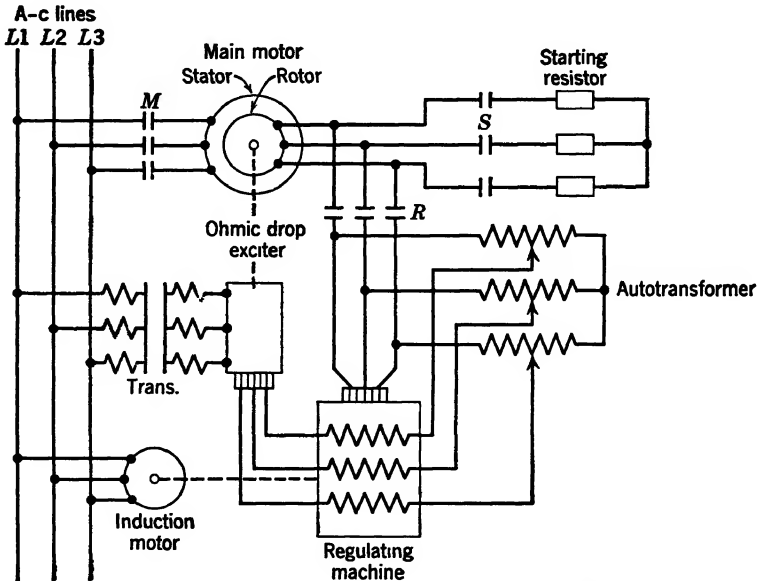 A-c lines
L1 L2 L3
Main motor
Stator
Rotor
Starting
resistor
M
S
R
Ohmic drop
exciter
Autotransformer
Trans.
Induction
motor
Regulating
machine